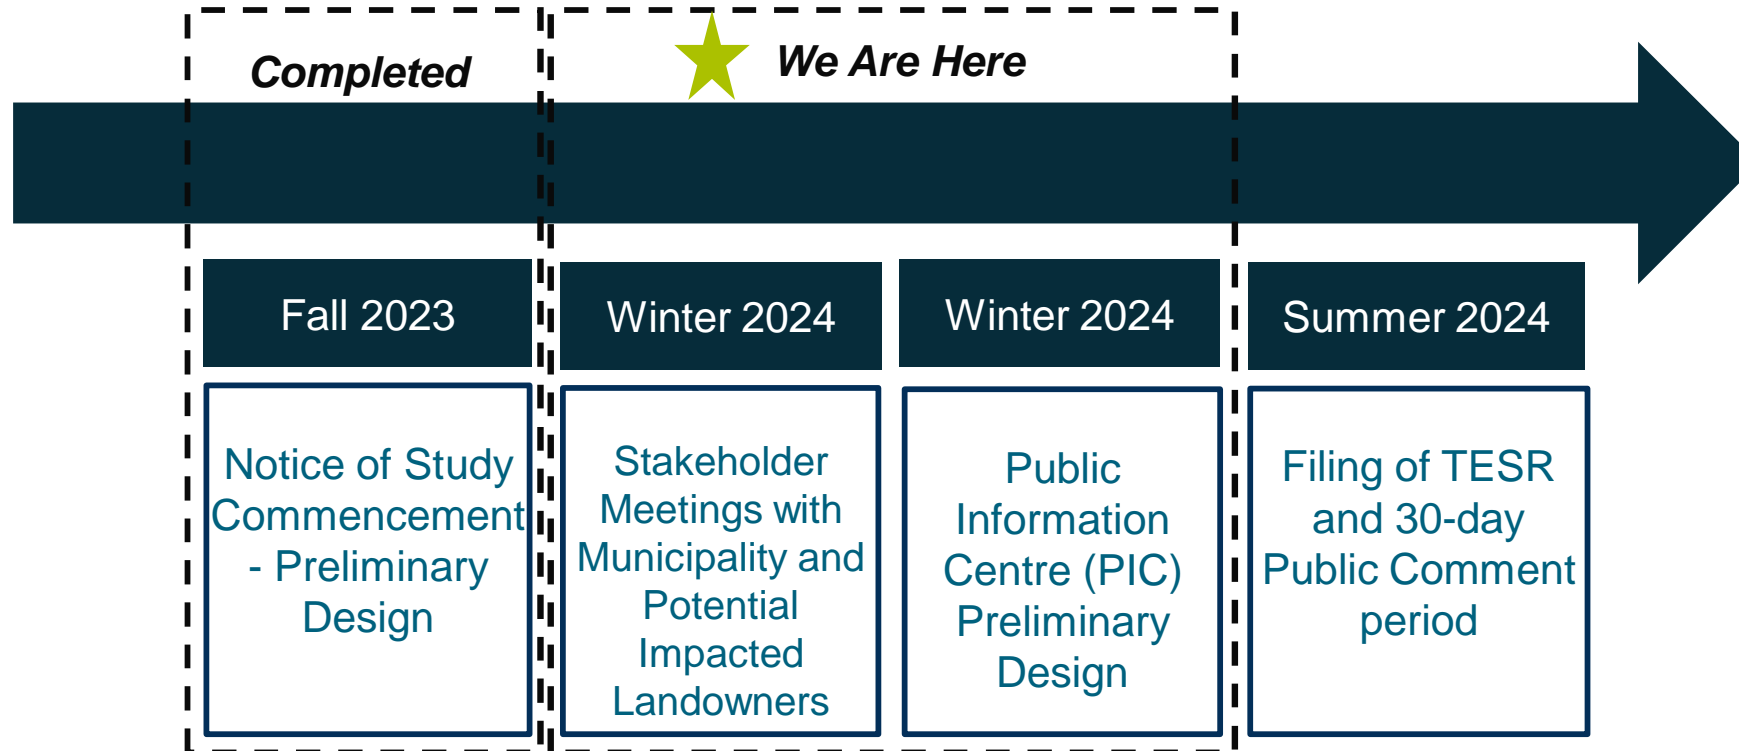 Completed
We Are Here
Fall 2023
Winter 2024
Winter 2024
Summer 2024
Notice of Study
Commencement
- Preliminary
Design
Stakeholder
Meetings with
Municipality and
Potential
Impacted
Landowners
Public
Information
Centre (PIC)
Preliminary
Design
Filing of TESR
and 30-day
Public Comment
period